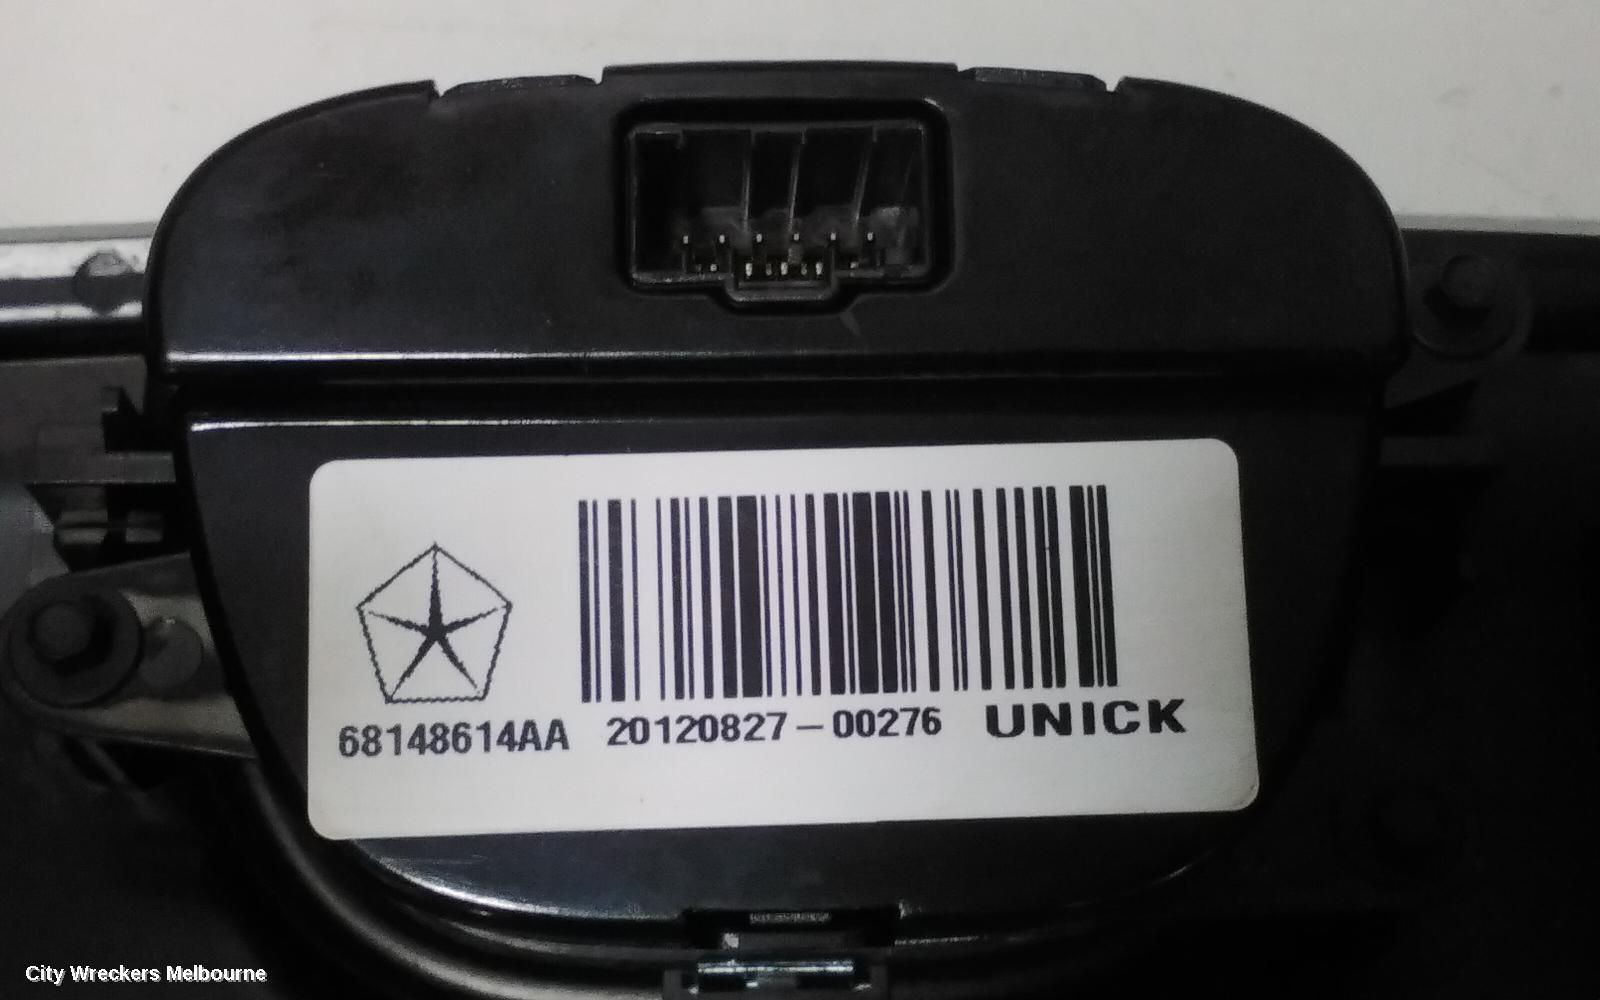 68148614AA 20120827-00276 UNICK
City Wreckers Melbourne